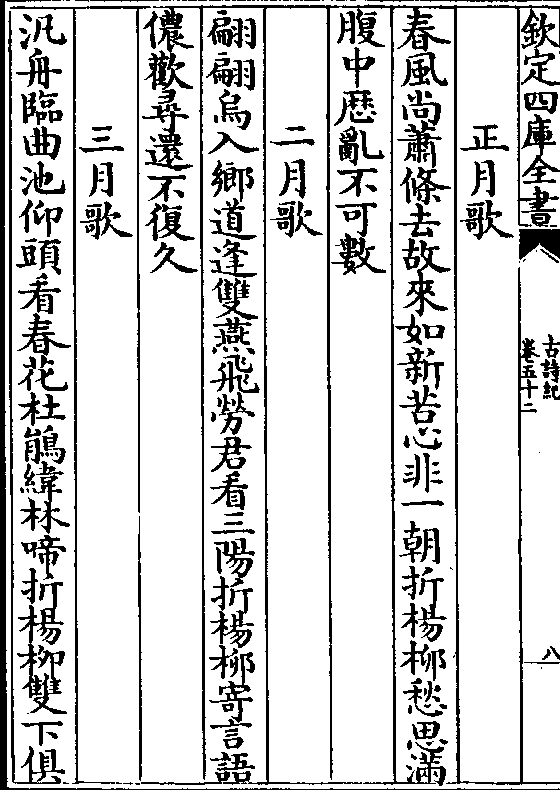 欽定四庫全書
古詩紀
卷五十二
八
正月歌
春風尚蕭條去故來如新苦心非一朝折楊栁愁思滿
腹中歴亂不可數
二月歌
翩翩烏入鄉道逢雙燕飛勞君看三陽折楊栁寄言語
儂歡尋還不復久
三月歌
汎舟臨曲池仰頭看春花杜鵑緯林啼折楊栁雙下俱